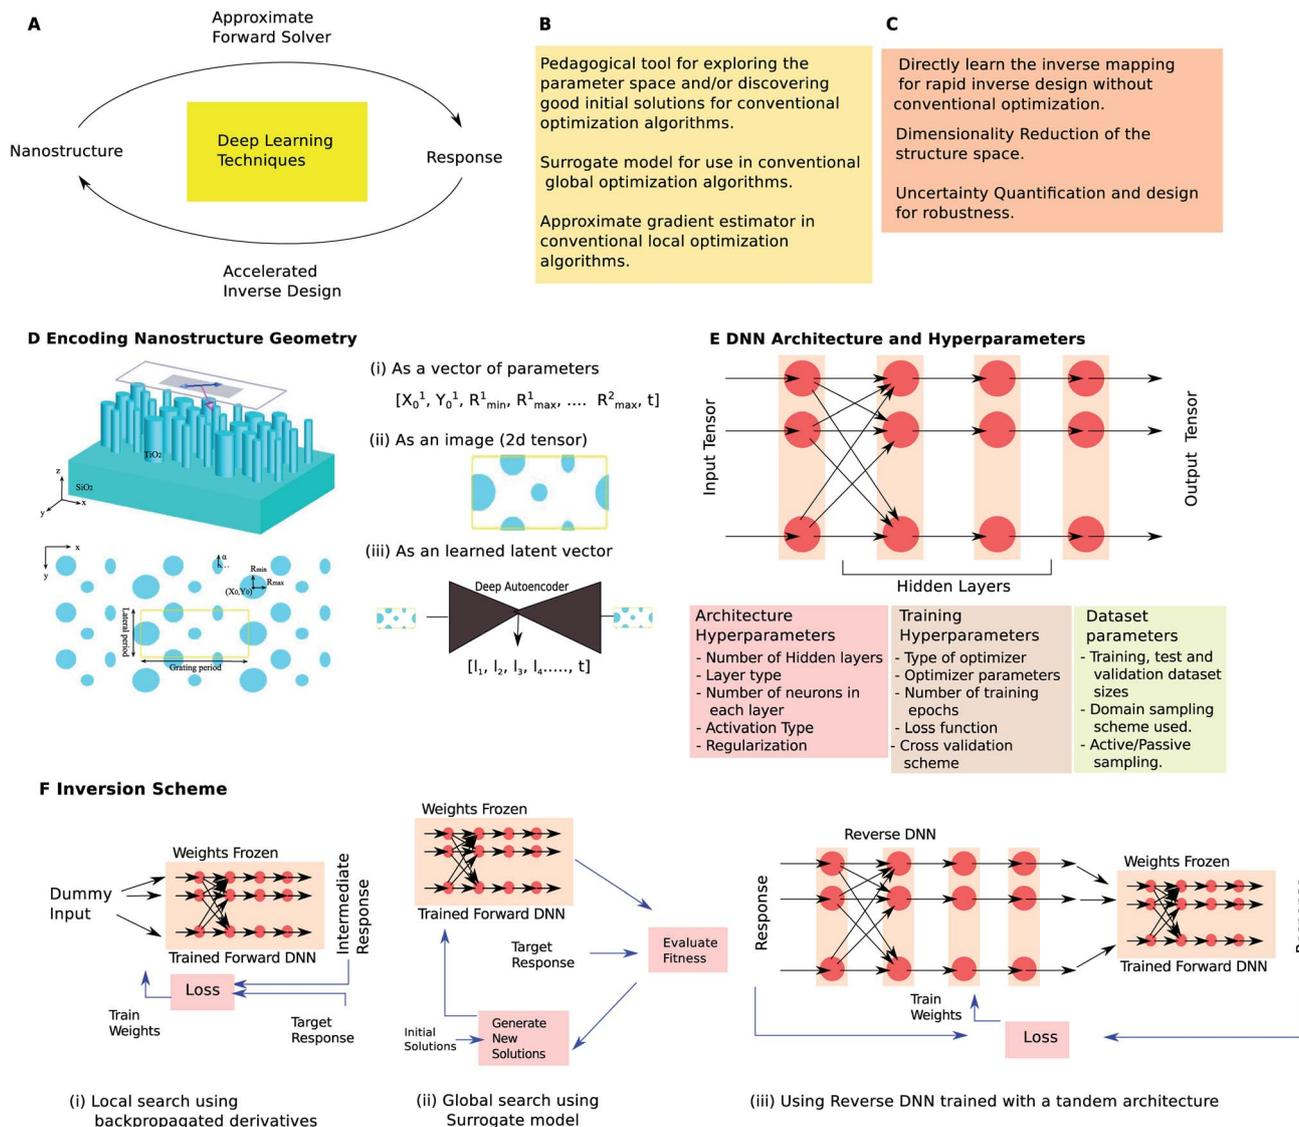 A
Approximate
Forward Solver
Nanostructure
Deep Learning
Techniques
Response
Accelerated
Inverse Design
B
Pedagogical tool for exploring the
parameter space and/or discovering
good initial solutions for conventional
optimization algorithms.
Surrogate model for use in conventional
global optimization algorithms.
Approximate gradient estimator in
conventional local optimization
algorithms.
C
Directly learn the inverse mapping
for rapid inverse design without
conventional optimization.
Dimensionality Reduction of the
structure space.
Uncertainty Quantification and design
for robustness.
D Encoding Nanostructure Geometry
TiO2
SiO2
z
x
y
x
y
α
Rmin
Rmax
(X0,Y0)
Lateral period
Grating period
(i) As a vector of parameters
[X₀¹, Y₀¹, R¹min, R¹max, .... R²max, t]
(ii) As an image (2d tensor)
(iii) As an learned latent vector
Deep Autoencoder
[l₁, l₂, l₃, l₄....., t]
E DNN Architecture and Hyperparameters
Input Tensor
Output Tensor
Hidden Layers
Architecture
Hyperparameters
- Number of Hidden layers
- Layer type
- Number of neurons in
each layer
- Activation Type
- Regularization
Training
Hyperparameters
- Type of optimizer
- Optimizer parameters
- Number of training
epochs
- Loss function
- Cross validation
scheme
Dataset
parameters
- Training, test and
validation dataset
sizes
- Domain sampling
scheme used.
- Active/Passive
sampling.
F Inversion Scheme
Weights Frozen
Dummy
Input
Trained Forward DNN
Intermediate
Response
Loss
Train
Weights
Target
Response
(i) Local search using
backpropagated derivatives
Weights Frozen
Trained Forward DNN
Target
Response
Evaluate
Fitness
Initial
Solutions
Generate
New
Solutions
(ii) Global search using
Surrogate model
Reverse DNN
Response
Weights Frozen
Trained Forward DNN
Train
Weights
Loss
(iii) Using Reverse DNN trained with a tandem architecture